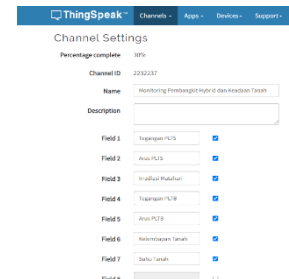 ThingSpeak™ Channels Apps Devices Support
Channel Settings
Percentage complete 30%
Channel ID 2232237
Name Monitoring Pembangkit Hybrid dan Keadaan Tanah
Description
Field 1 Tegangan PLTS
Field 2 Arus PLTS
Field 3 Irradiasi Matahari
Field 4 Tegangan PLTB
Field 5 Arus PLTB
Field 6 Kelembapan Tanah
Field 7 Suhu Tanah
Field 8